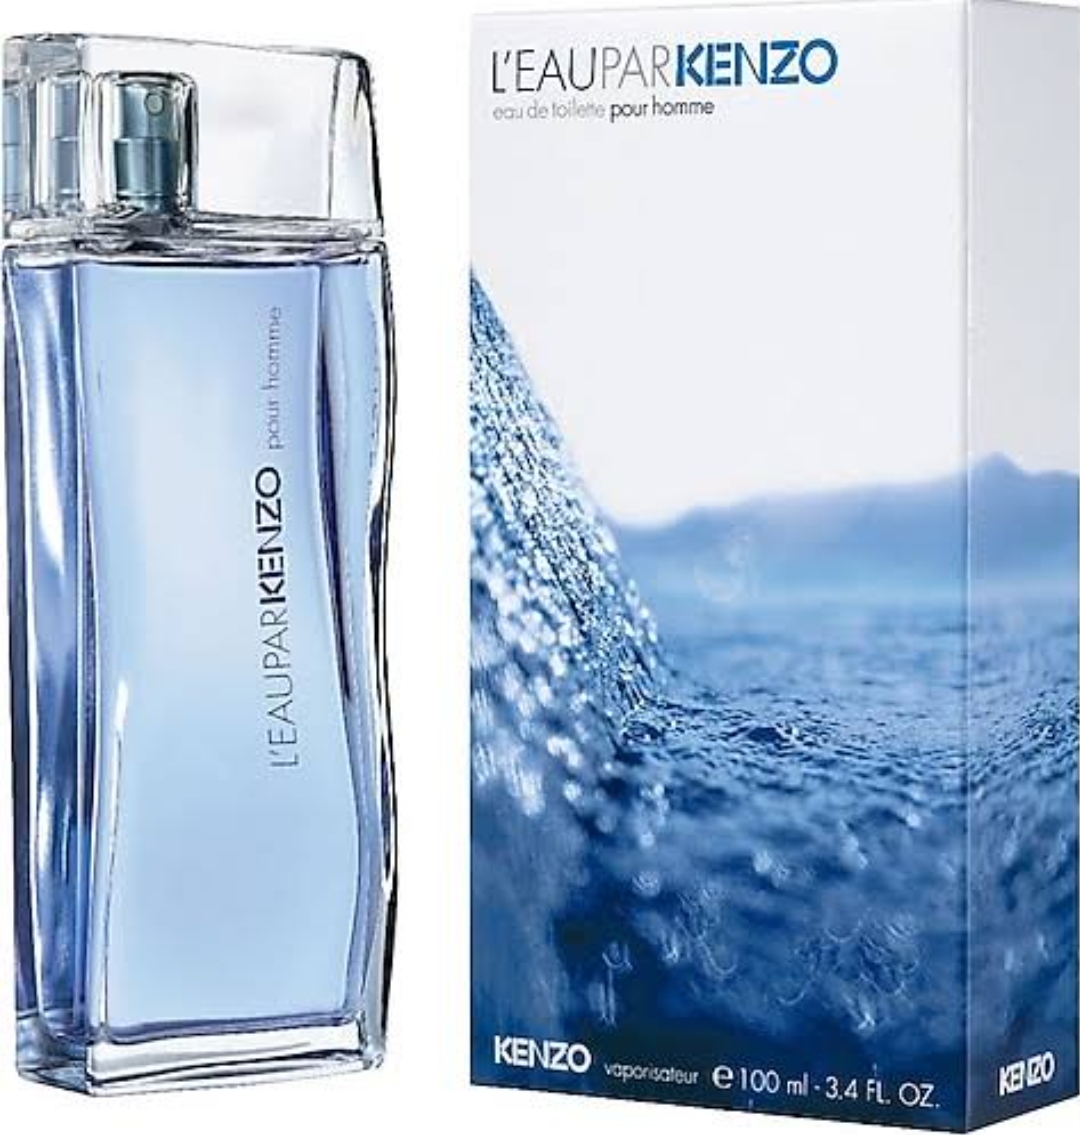 L'EAUPARKENZO pour homme
L'EAUPARKENZO
eau de toilette pour homme
KENZO vaporisateur e 100 ml - 3.4 FL. OZ.
KENZO